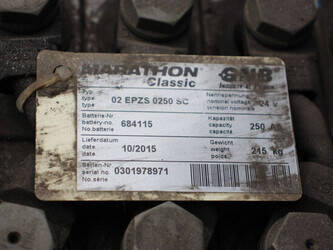 MARATHON GNB
Classic
Typ
type
type 02 EPZS 0250 SC
Nennspannung
nominal voltage
tension nominale 24 V
Batterie-Nr
battery-no.
No.batterie 684115
Kapazität
capacity
capacité 250 Ah
Lieferdatum
date
date 10/2015
Gewicht
weight
poids 245 kg
Serien-Nr
serial no.
No.série 0301978971